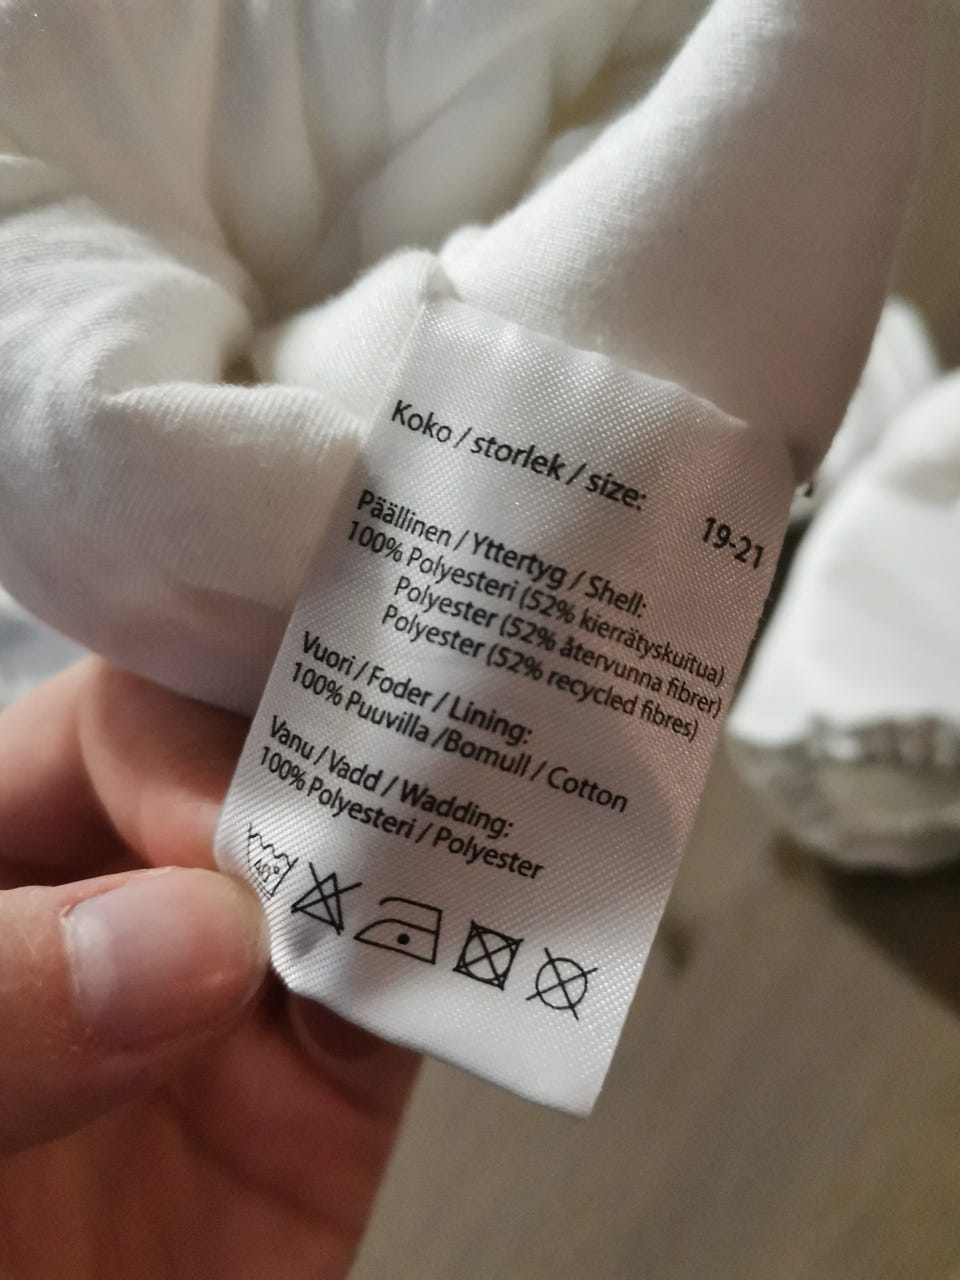 Koko / storlek / size:
19-21
Päällinen / Yttertyg / Shell:
100% Polyesteri (52% kierrätyskuitua)
Polyester (52% återvunna fibrer)
Polyester (52% recycled fibres)
Vuori / Foder / Lining:
100% Puuvilla /Bomull / Cotton
Vanu / Vadd / Wadding:
100% Polyesteri / Polyester
40°